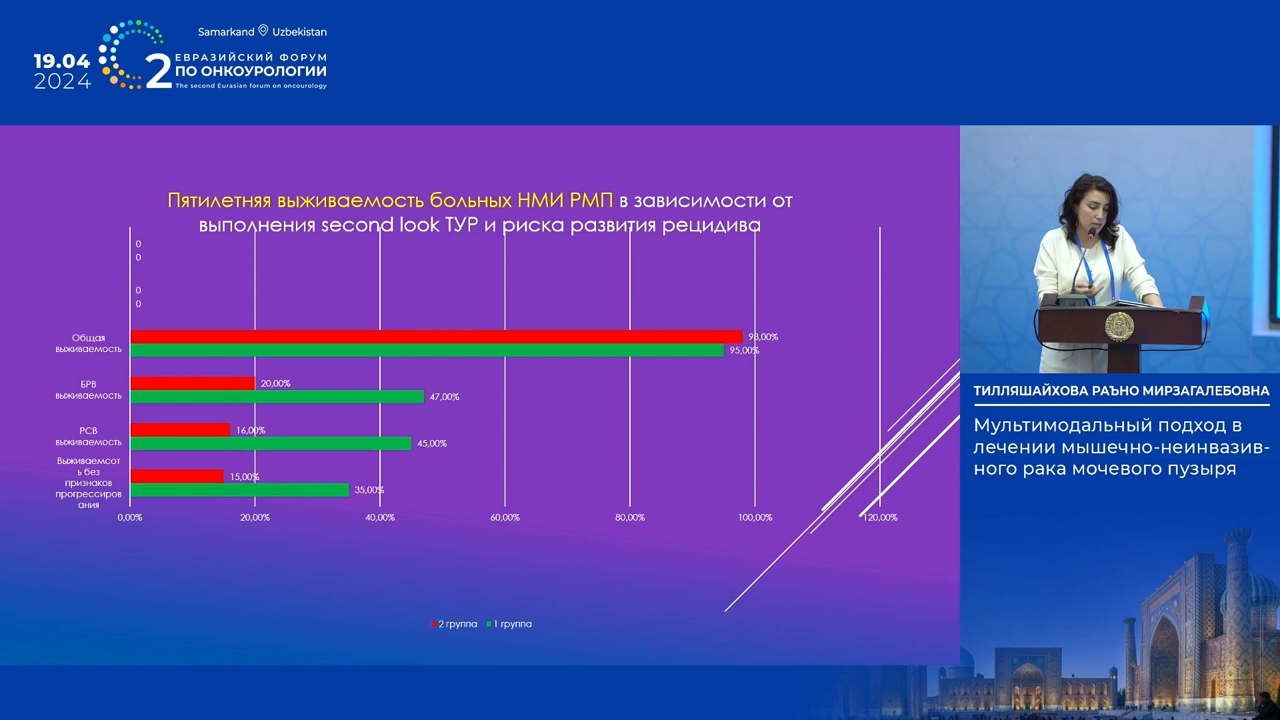 Samarkand Uzbekistan
19.04
2024
2
ЕВРАЗИЙСКИЙ ФОРУМ
ПО ОНКОУРОЛОГИИ
The second Eurasian forum on oncourology
Пятилетняя выживаемость больных НМИ РМП в зависимости от
выполнения second look ТУР и риска развития рецидива
0
0
0
0
Общая
выживаемость
98,00%
95,00%
БРВ
выживаемость
20,00%
47,00%
РСВ
выживаемость
16,00%
45,00%
Выживаемсот
ь без
признаков
прогрессиров
ания
15,00%
35,00%
0,00% 20,00% 40,00% 60,00% 80,00% 100,00% 120,00%
2 группа 1 группа
ТИЛЛЯШАЙХОВА РАЪНО МИРЗАГАЛЕБОВНА
Мультимодальный подход в
лечении мышечно-неинвазив-
ного рака мочевого пузыря